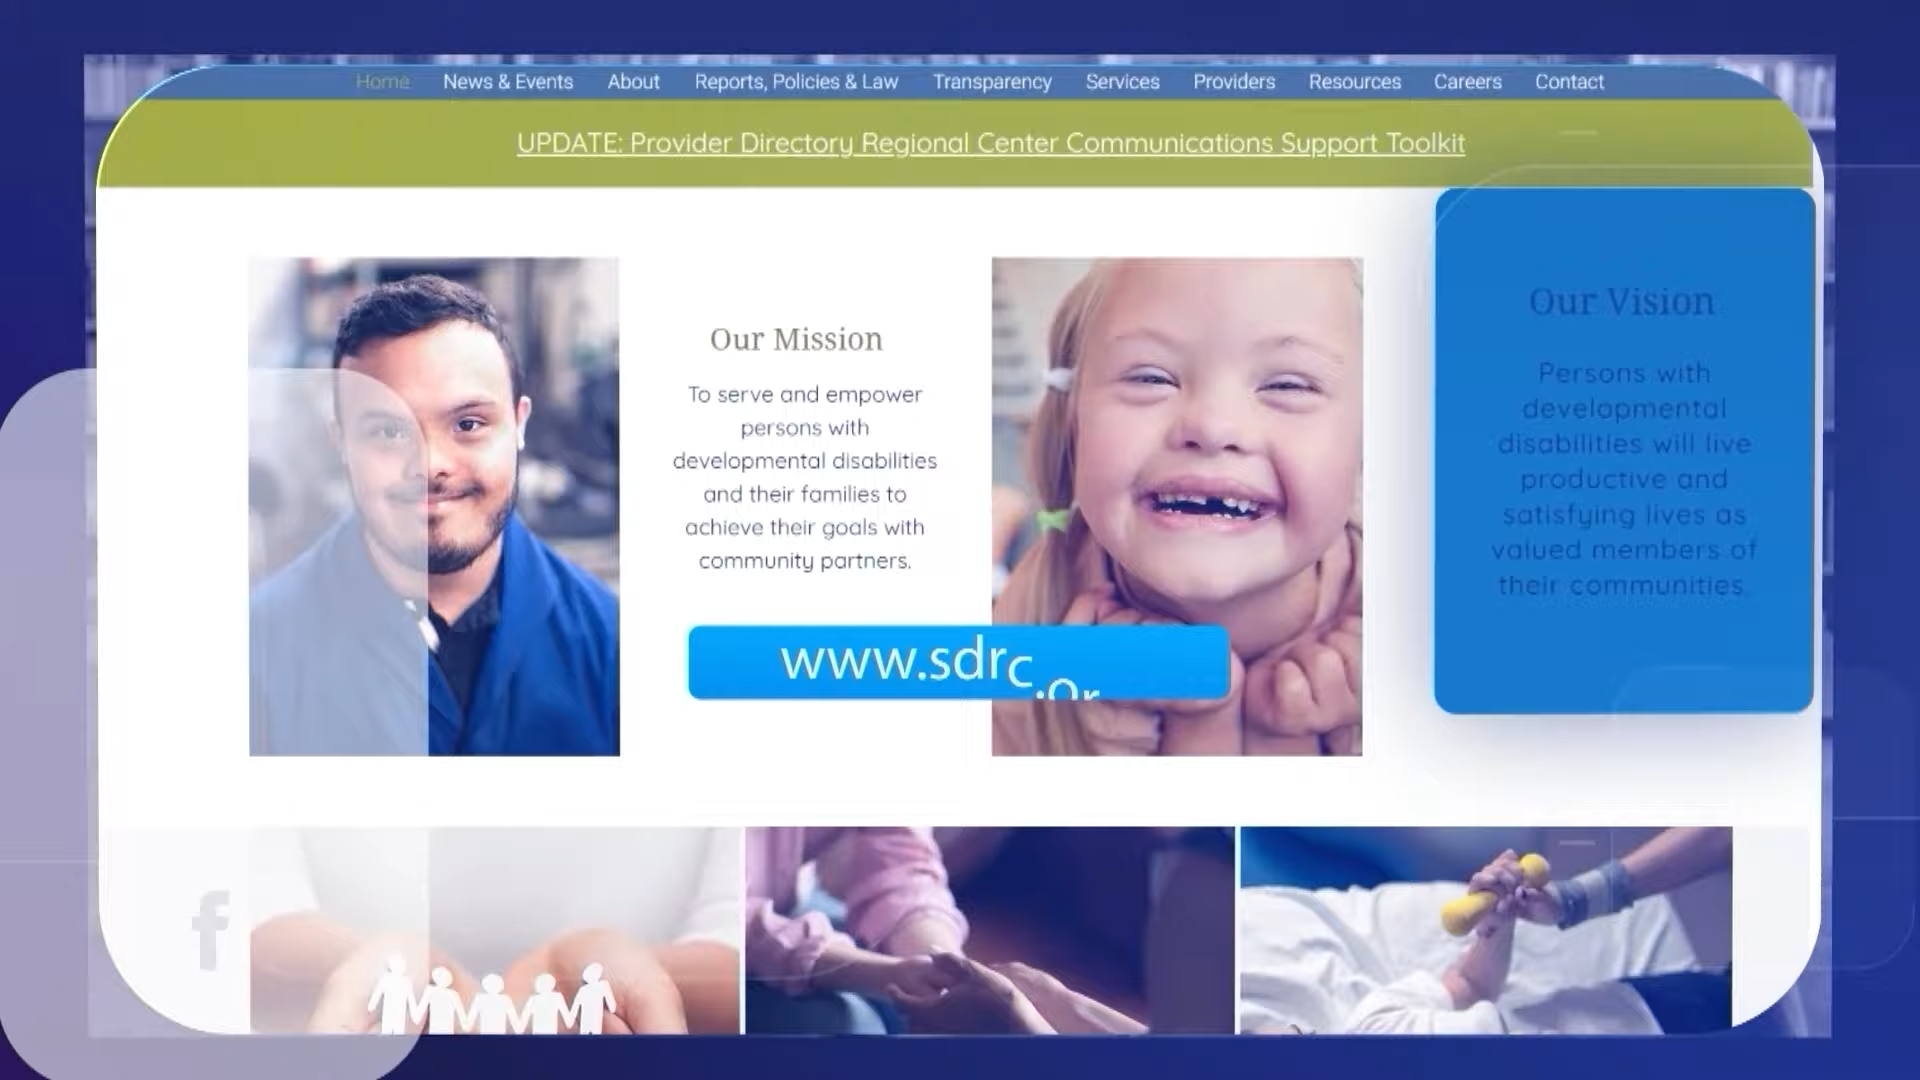 Home News & Events About Reports, Policies & Law Transparency Services Providers Resources Careers Contact
UPDATE: Provider Directory Regional Center Communications Support Toolkit
Our Mission
To serve and empower
persons with
developmental disabilities
and their families to
achieve their goals with
community partners.
Our Vision
Persons with
developmental
disabilities will live
productive and
satisfying lives as
valued members of
their communities.
www.sdrc.or
f